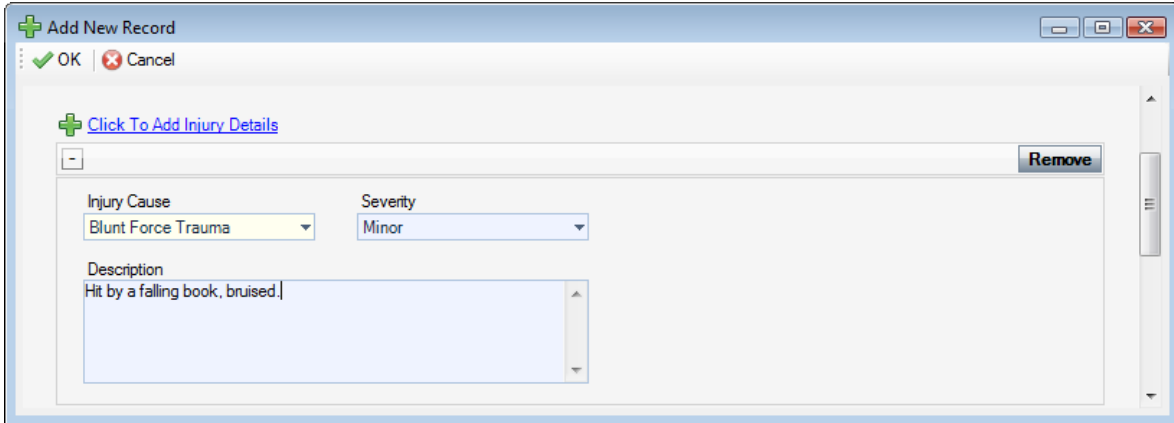 Add New Record
OK Cancel
Click To Add Injury Details
- Remove
Injury Cause Severity
Blunt Force Trauma Minor
Description
Hit by a falling book, bruised.